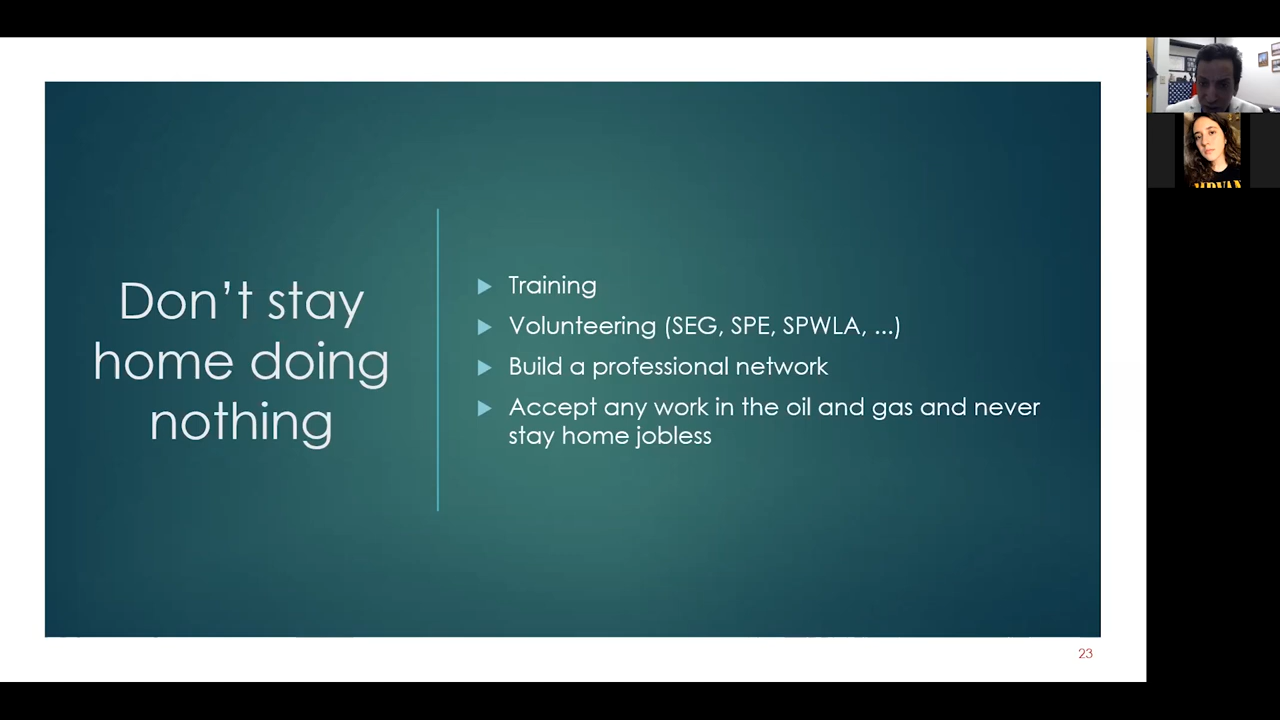 Don't stay
home doing
nothing
Training
Volunteering (SEG, SPE, SPWLA, ...)
Build a professional network
Accept any work in the oil and gas and never
stay home jobless
23